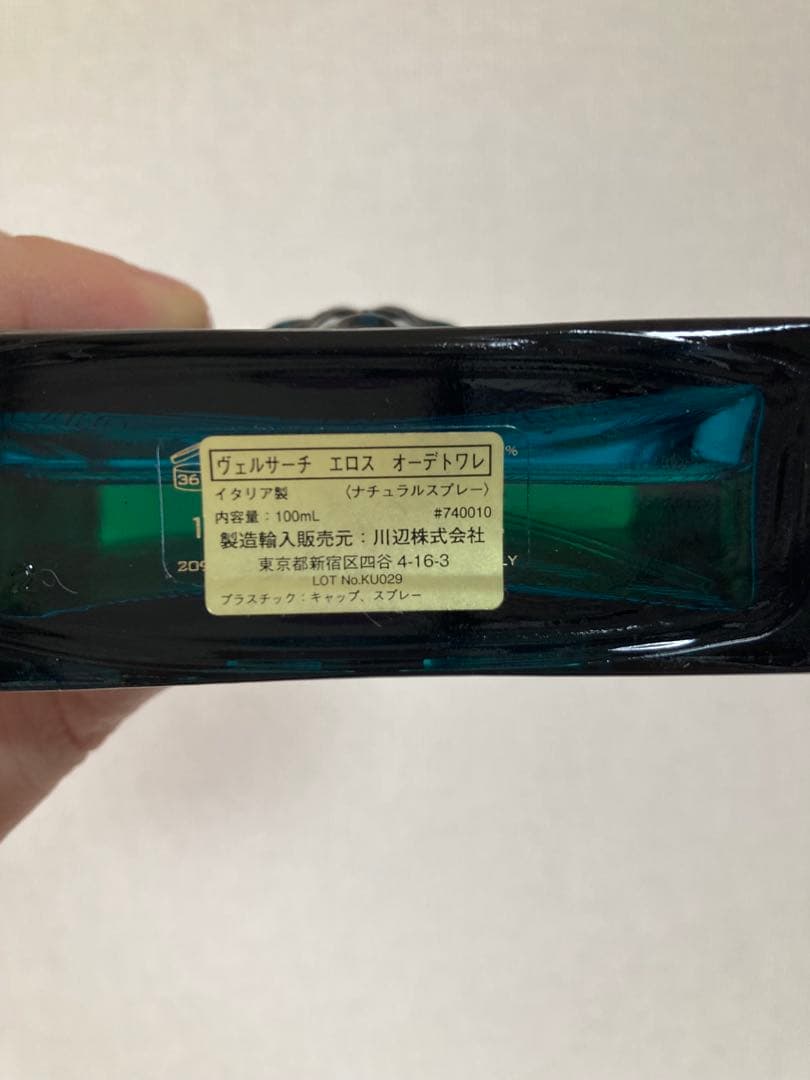 ヴェルサーチ エロス オーデトワレ
イタリア製 〈ナチュラルスプレー〉
内容量：100mL #740010
製造輸入販売元：川辺株式会社
東京都新宿区四谷 4-16-3
LOT No.KU029
プラスチック：キャップ、スプレー
36
%